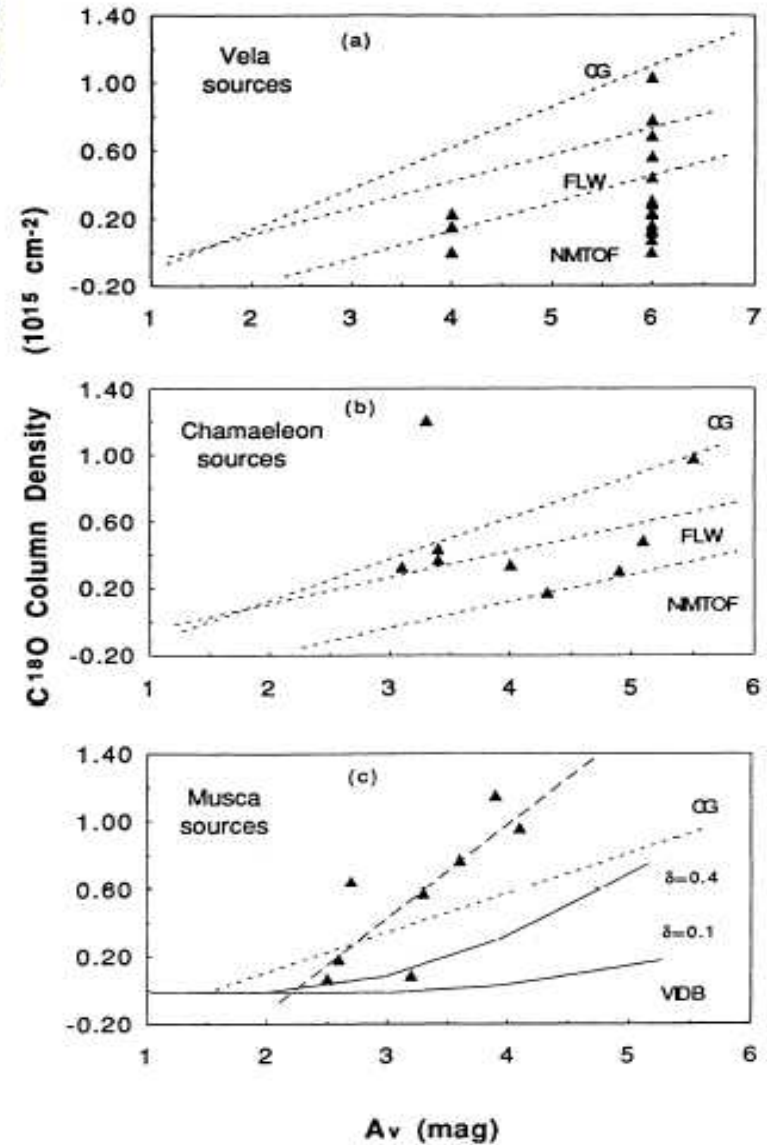 C18O Column Density (10¹⁵ cm⁻²)
1.40
1.00
0.60
0.20
-0.20
Vela
sources
(a)
CG
FLW
NMTOF
1 2 3 4 5 6 7
1.40
1.00
0.60
0.20
-0.20
Chamaeleon
sources
(b)
CG
FLW
NMTOF
1 2 3 4 5 6
1.40
1.00
0.60
0.20
-0.20
Musca
sources
(c)
CG
δ=0.4
δ=0.1
VIDB
1 2 3 4 5 6
Av (mag)